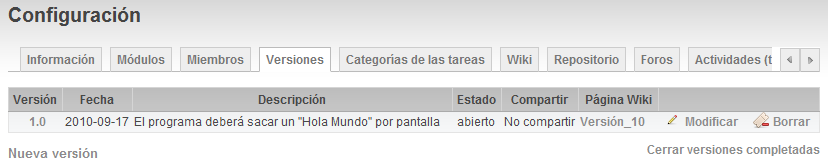 Configuración
Información Módulos Miembros Versiones Categorías de las tareas Wiki Repositorio Foros Actividades (t
Versión Fecha Descripción Estado Compartir Página Wiki
1.0 2010-09-17 El programa deberá sacar un "Hola Mundo" por pantalla abierto No compartir Versión_10 Modificar Borrar
Nueva versión Cerrar versiones completadas